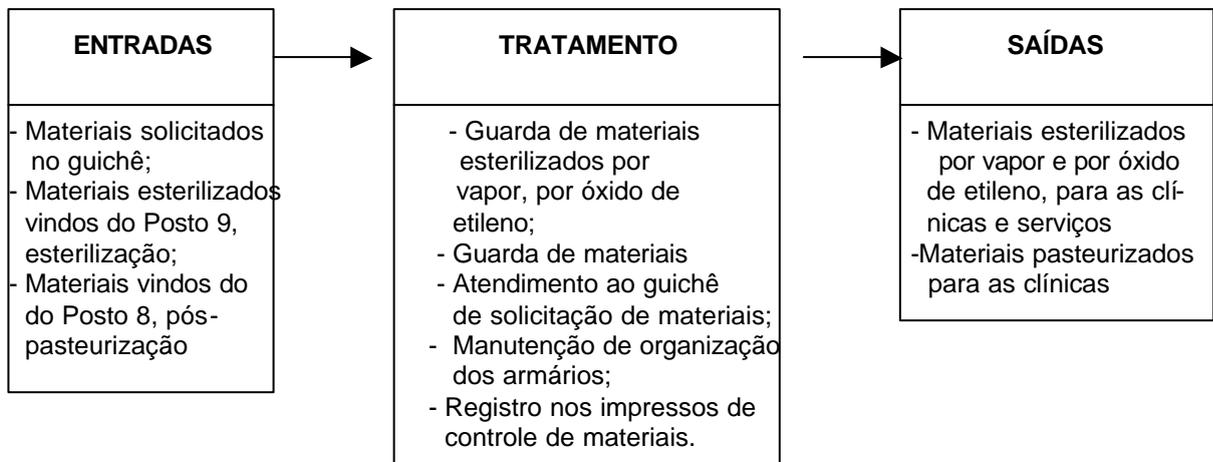 ENTRADAS
- Materiais solicitados
no guichê;
- Materiais esterilizados
vindos do Posto 9,
esterilização;
- Materiais vindos do
do Posto 8, pós-
pasteurização
TRATAMENTO
- Guarda de materiais
esterilizados por
vapor, por óxido de
etileno;
- Guarda de materiais
- Atendimento ao guichê
de solicitação de materiais;
- Manutenção de organização
dos armários;
- Registro nos impressos de
controle de materiais.
SAÍDAS
- Materiais esterilizados
por vapor e por óxido
de etileno, para as clí-
nicas e serviços
-Materiais pasteurizados
para as clínicas